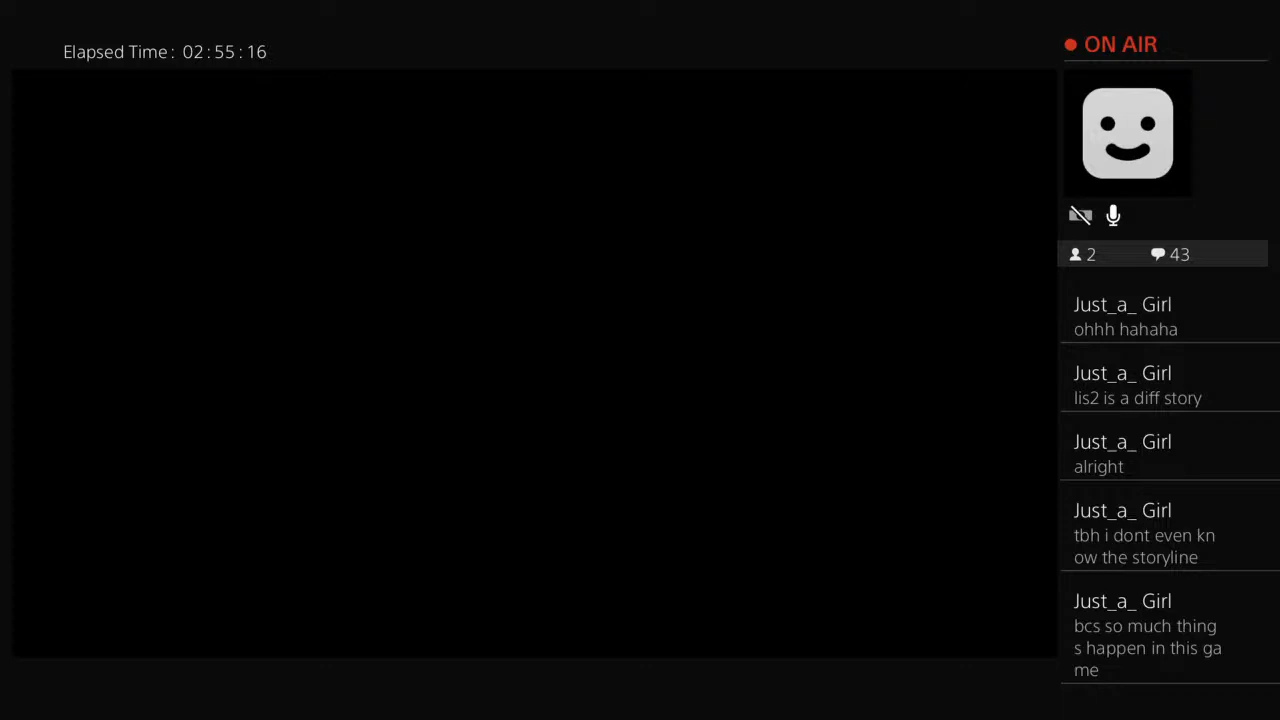 Elapsed Time: 02:55:16
ON AIR
2 43
Just_a_ Girl
ohhh hahaha
Just_a_ Girl
lis2 is a diff story
Just_a_ Girl
alright
Just_a_ Girl
tbh i dont even kn
ow the storyline
Just_a_ Girl
bcs so much thing
s happen in this ga
me